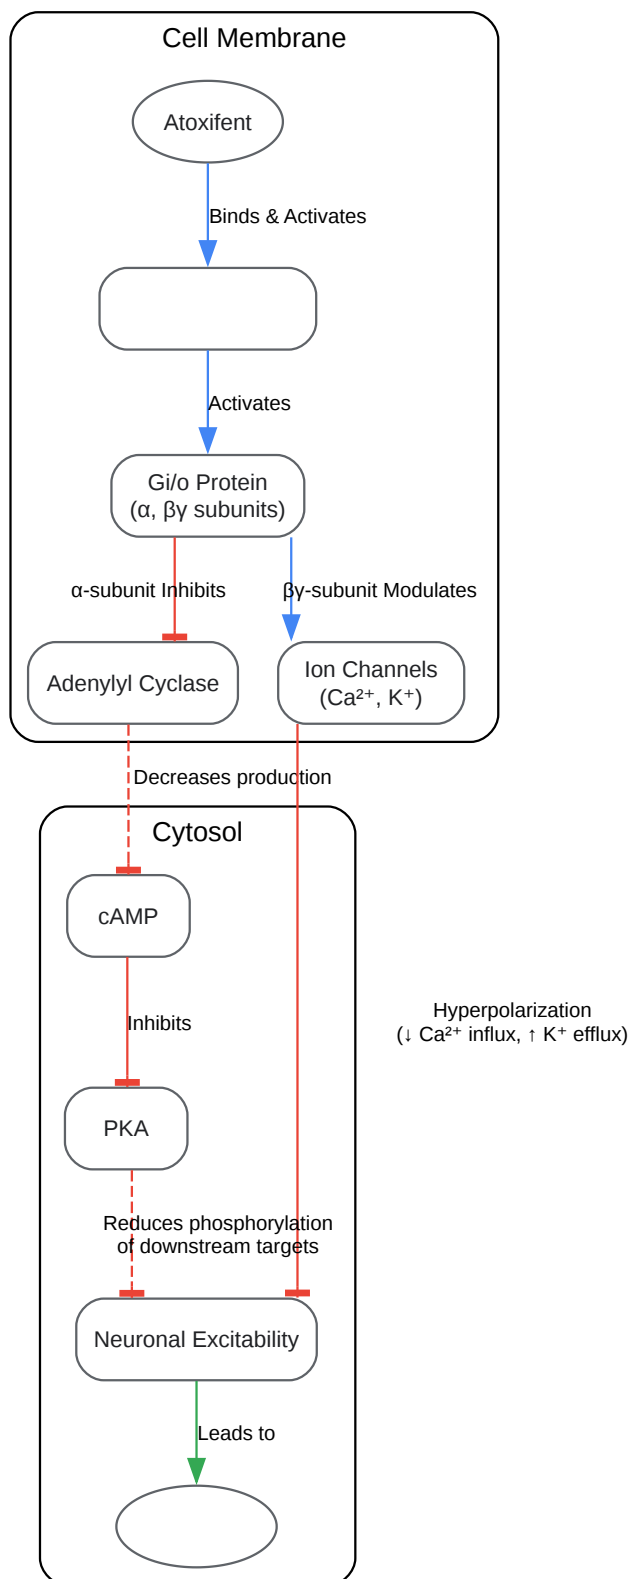 Cell Membrane
Atoxifent
Binds & Activates
Activates
Gi/o Protein
(α, βγ subunits)
α-subunit Inhibits
βγ-subunit Modulates
Adenylyl Cyclase
Ion Channels
(Ca²⁺, K⁺)
Decreases production
Cytosol
cAMP
Hyperpolarization
(↓ Ca²⁺ influx, ↑ K⁺ efflux)
Inhibits
PKA
Reduces phosphorylation
of downstream targets
Neuronal Excitability
Leads to